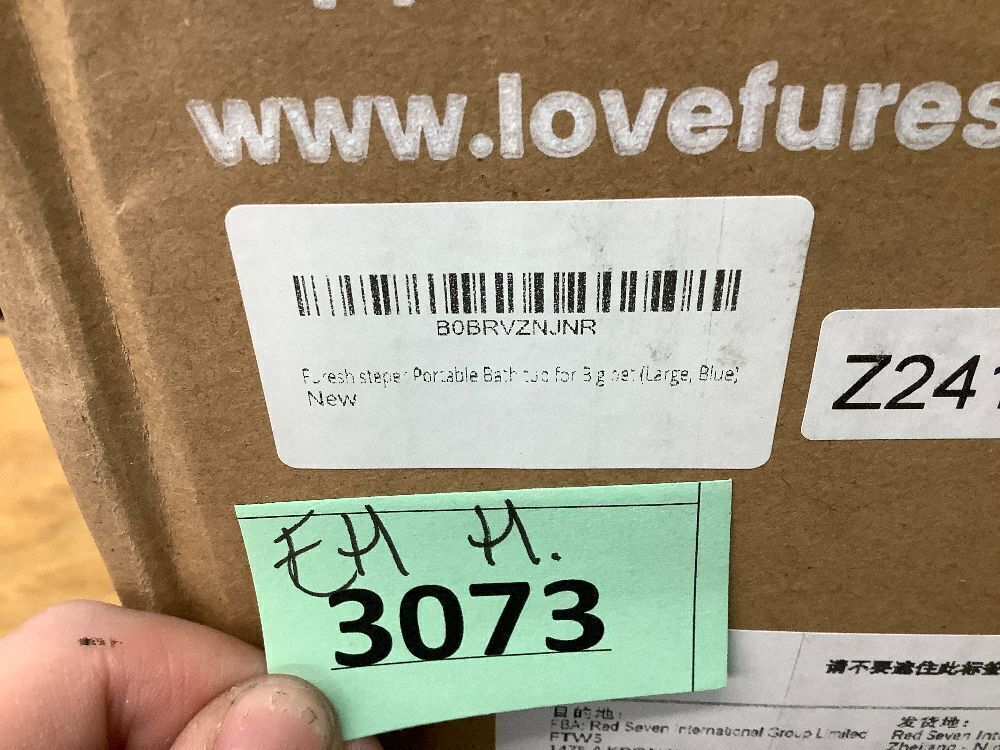 www.lovefures
B0BRVZNJNR
Furesh steper Portable Bath tub for Big pet (Large, Blue)
New
Z241
EH H.
3073
请不要遮住此标签
目的地:
FBA: Red Seven International Group Limited
FTW5
发货地:
Red Seven Int